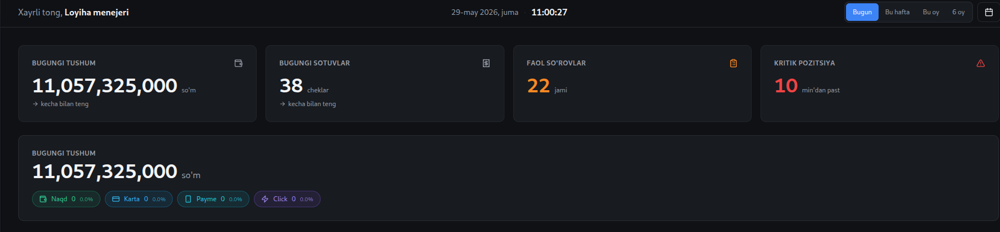 Xayrli tong, Loyiha menejeri
29-may 2026, juma · 11:00:27
Bugun Bu hafta Bu oy 6 oy
BUGUNGI TUSHUM
11,057,325,000 so'm
→ kecha bilan teng
BUGUNGI SOTUVLAR
38 cheklar
→ kecha bilan teng
FAOL SO'ROVLAR
22 jami
KRITIK POZITSIYA
10 min'dan past
BUGUNGI TUSHUM
11,057,325,000 so'm
Naqd 0 0.0% Karta 0 0.0% Payme 0 0.0% Click 0 0.0%